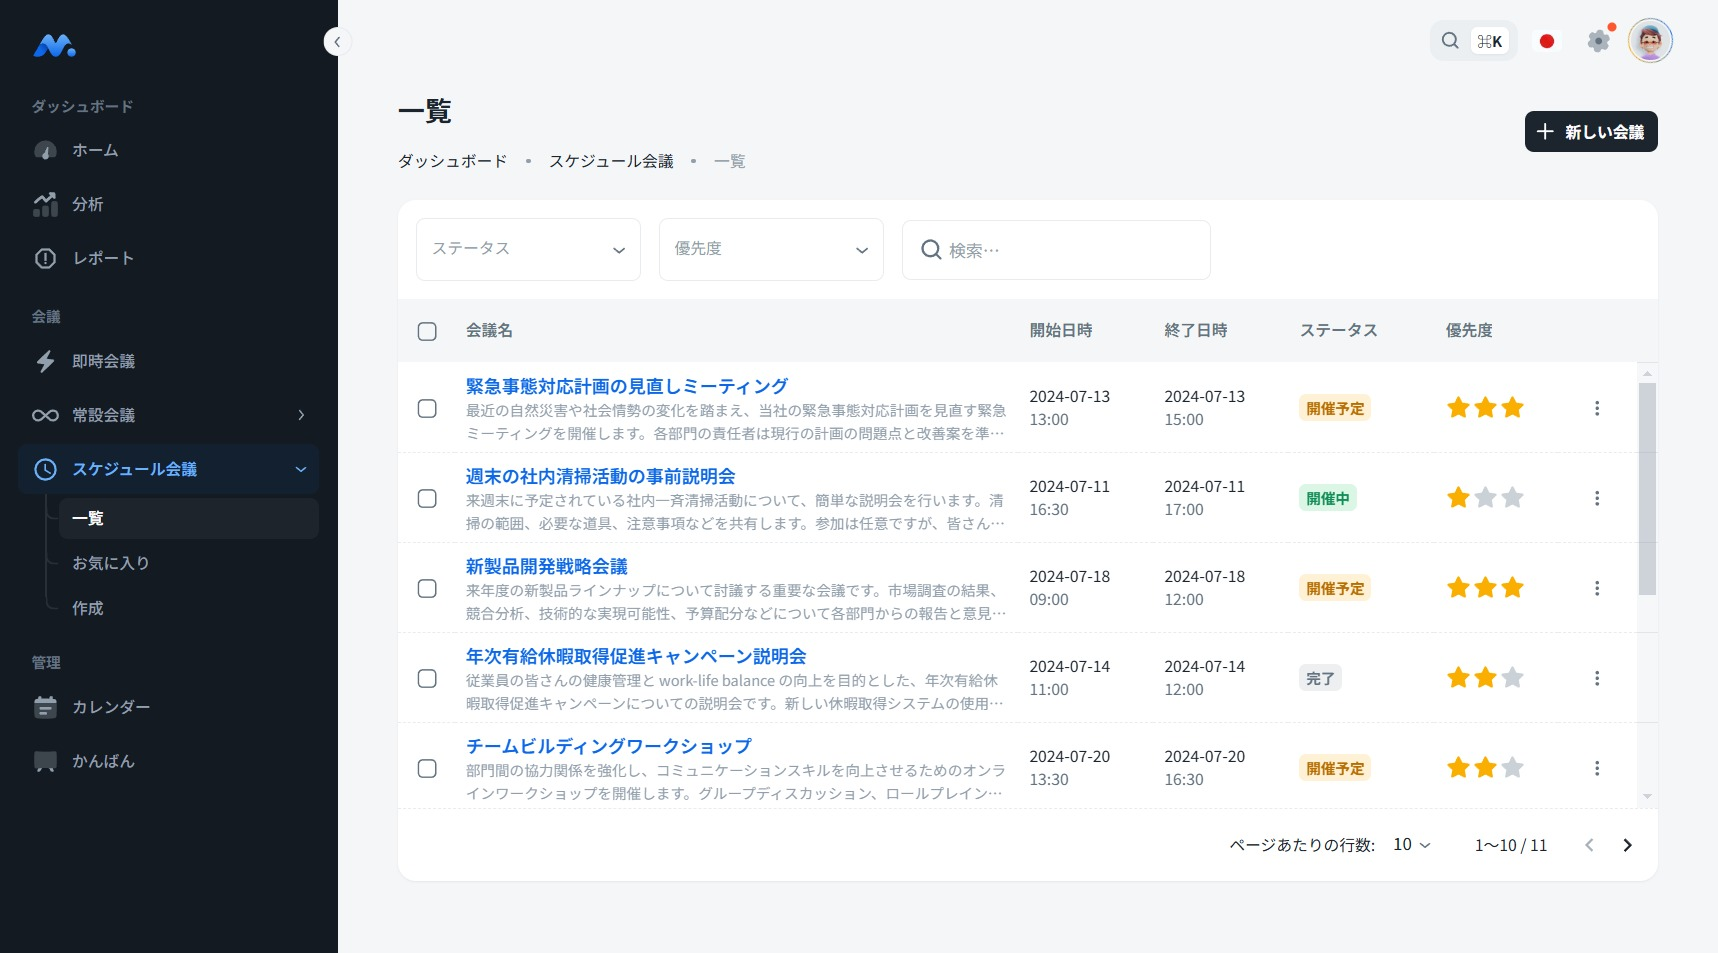 ダッシュボード
ホーム
分析
レポート
会議
即時会議
常設会議
スケジュール会議
一覧
お気に入り
作成
管理
カレンダー
かんばん
⌘K
一覧
ダッシュボード • スケジュール会議 • 一覧
新しい会議
ステータス
優先度
検索…
会議名 開始日時 終了日時 ステータス 優先度
緊急事態対応計画の見直しミーティング
最近の自然災害や社会情勢の変化を踏まえ、当社の緊急事態対応計画を見直す緊急
ミーティングを開催します。各部門の責任者は現行の計画の問題点と改善案を準…
2024-07-13
13:00
2024-07-13
15:00
開催予定
週末の社内清掃活動の事前説明会
来週末に予定されている社内一斉清掃活動について、簡単な説明会を行います。清
掃の範囲、必要な道具、注意事項などを共有します。参加は任意ですが、皆さん…
2024-07-11
16:30
2024-07-11
17:00
開催中
新製品開発戦略会議
来年度の新製品ラインナップについて討議する重要な会議です。市場調査の結果、
競合分析、技術的な実現可能性、予算配分などについて各部門からの報告と意見…
2024-07-18
09:00
2024-07-18
12:00
開催予定
年次有給休暇取得促進キャンペーン説明会
従業員の皆さんの健康管理と work-life balance の向上を目的とした、年次有給休
暇取得促進キャンペーンについての説明会です。新しい休暇取得システムの使用…
2024-07-14
11:00
2024-07-14
12:00
完了
チームビルディングワークショップ
部門間の協力関係を強化し、コミュニケーションスキルを向上させるためのオンラ
インワークショップを開催します。グループディスカッション、ロールプレイン…
2024-07-20
13:30
2024-07-20
16:30
開催予定
ページあたりの行数: 10 1～10 / 11